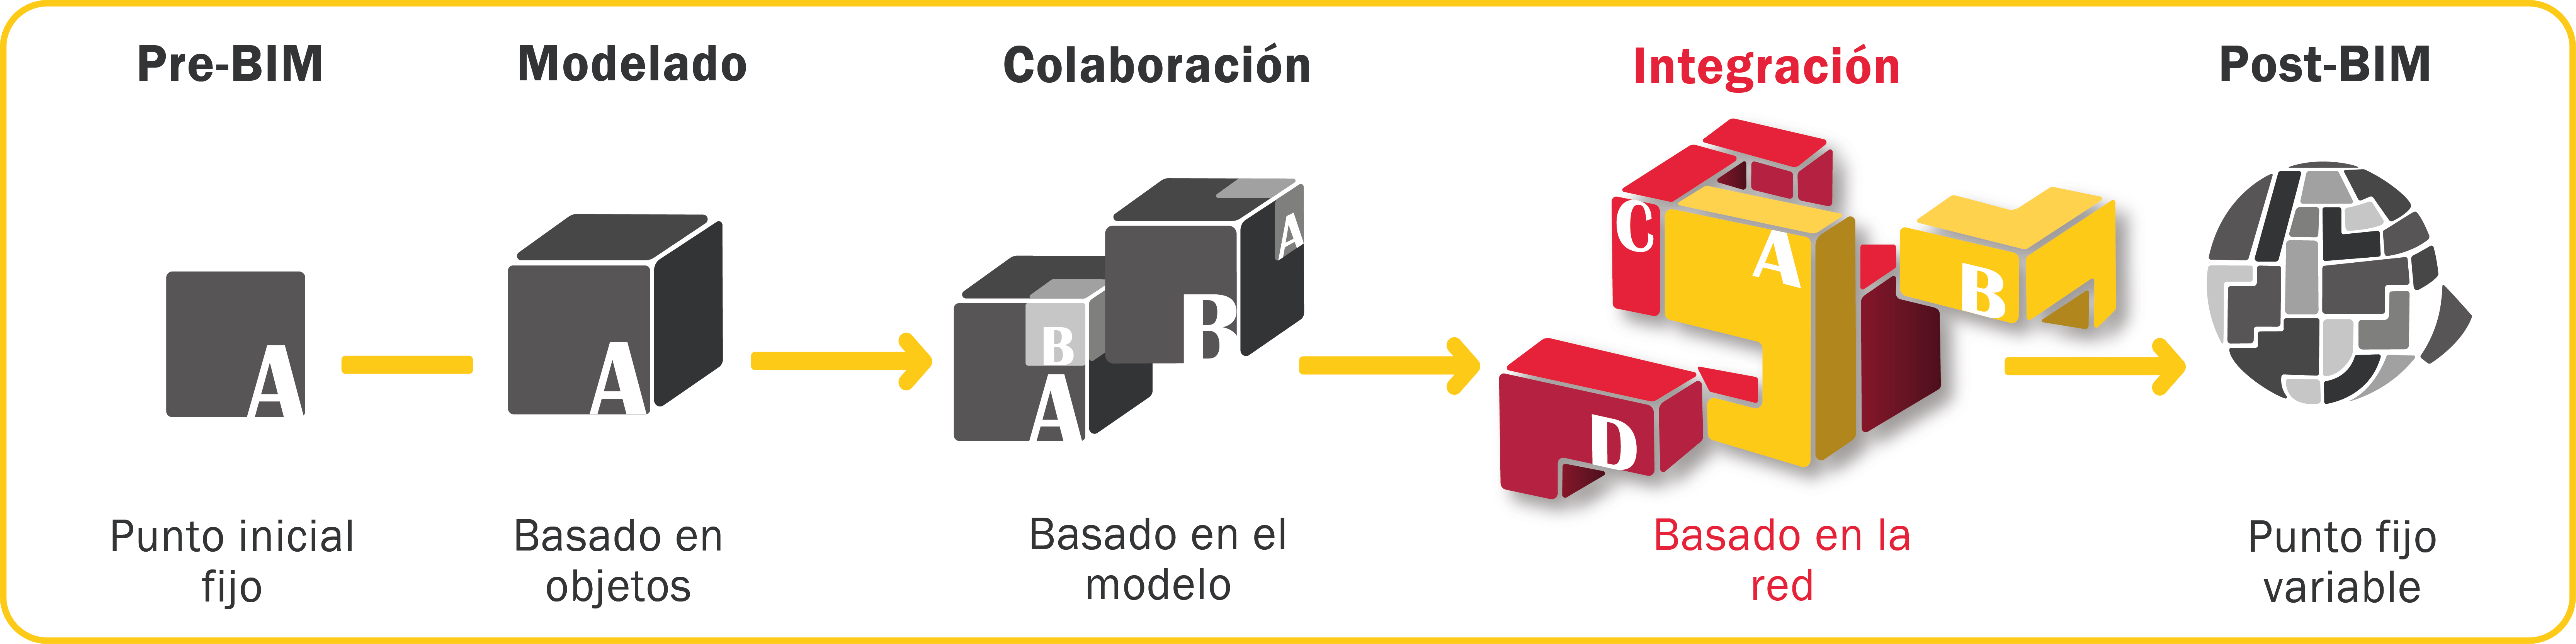 Pre-BIM
Modelado
Colaboración
Integración
Post-BIM
A
A
B
A
B
A
C
A
B
D
Punto inicial
fijo
Basado en
objetos
Basado en el
modelo
Basado en la
red
Punto fijo
variable